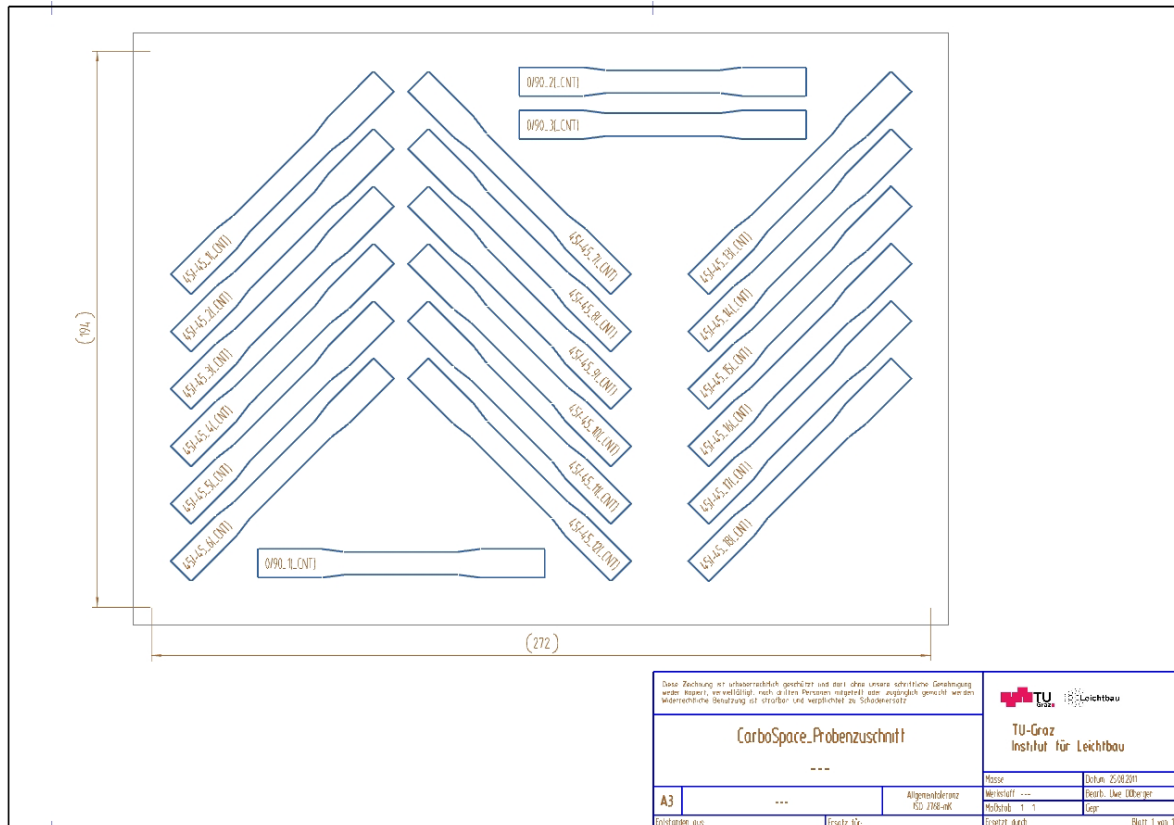 0/90_2(_CNT)
0/90_3(_CNT)
45/-45_1(_CNT)
45/-45_2(_CNT)
45/-45_3(_CNT)
45/-45_4(_CNT)
45/-45_5(_CNT)
45/-45_6(_CNT)
45/-45_7(_CNT)
45/-45_8(_CNT)
45/-45_9(_CNT)
45/-45_10(_CNT)
45/-45_11(_CNT)
45/-45_12(_CNT)
45/-45_13(_CNT)
45/-45_14(_CNT)
45/-45_15(_CNT)
45/-45_16(_CNT)
45/-45_17(_CNT)
45/-45_18(_CNT)
0/90_1(_CNT)
(194)
(272)
Diese Zeichnung ist urheberrechtlich geschützt und darf ohne unsere schriftliche Genehmigung
weder kopiert, vervielfältigt, noch dritten Personen mitgeteilt oder zugänglich gemacht werden
Widerrechtliche Benutzung ist strafbar und verpflichtet zu Schadenersatz
CarboSpace_Probenzuschnitt
---
A3
---
Allgemeintoleranz
ISO 2768-mK
TU
Graz
Leichtbau
TU-Graz
Institut für Leichtbau
Masse
Datum 25.08.2011
Werkstoff ---
Bearb. Uwe
Maßstab 1:1
Gepr
Entstanden aus
Ersatz für
Ersetzt durch
Blatt 1 von